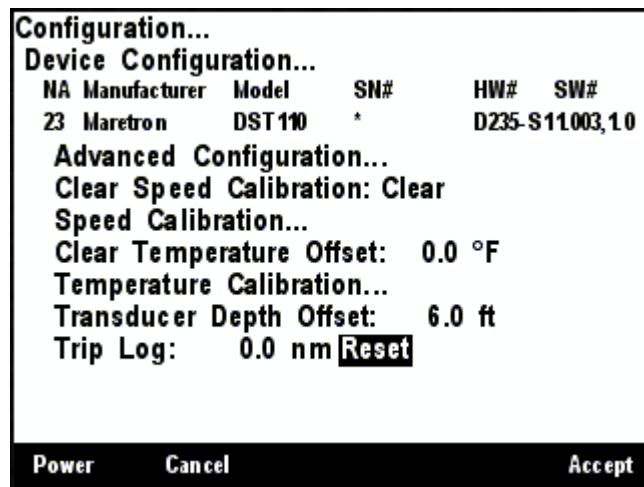 Configuration...
Device Configuration...
NA Manufacturer Model SN# HW# SW#
23 Maretron DST110 * D235-S11.003,1.0
Advanced Configuration...
Clear Speed Calibration: Clear
Speed Calibration...
Clear Temperature Offset: 0.0 °F
Temperature Calibration...
Transducer Depth Offset: 6.0 ft
Trip Log: 0.0 nm Reset
Power Cancel Accept